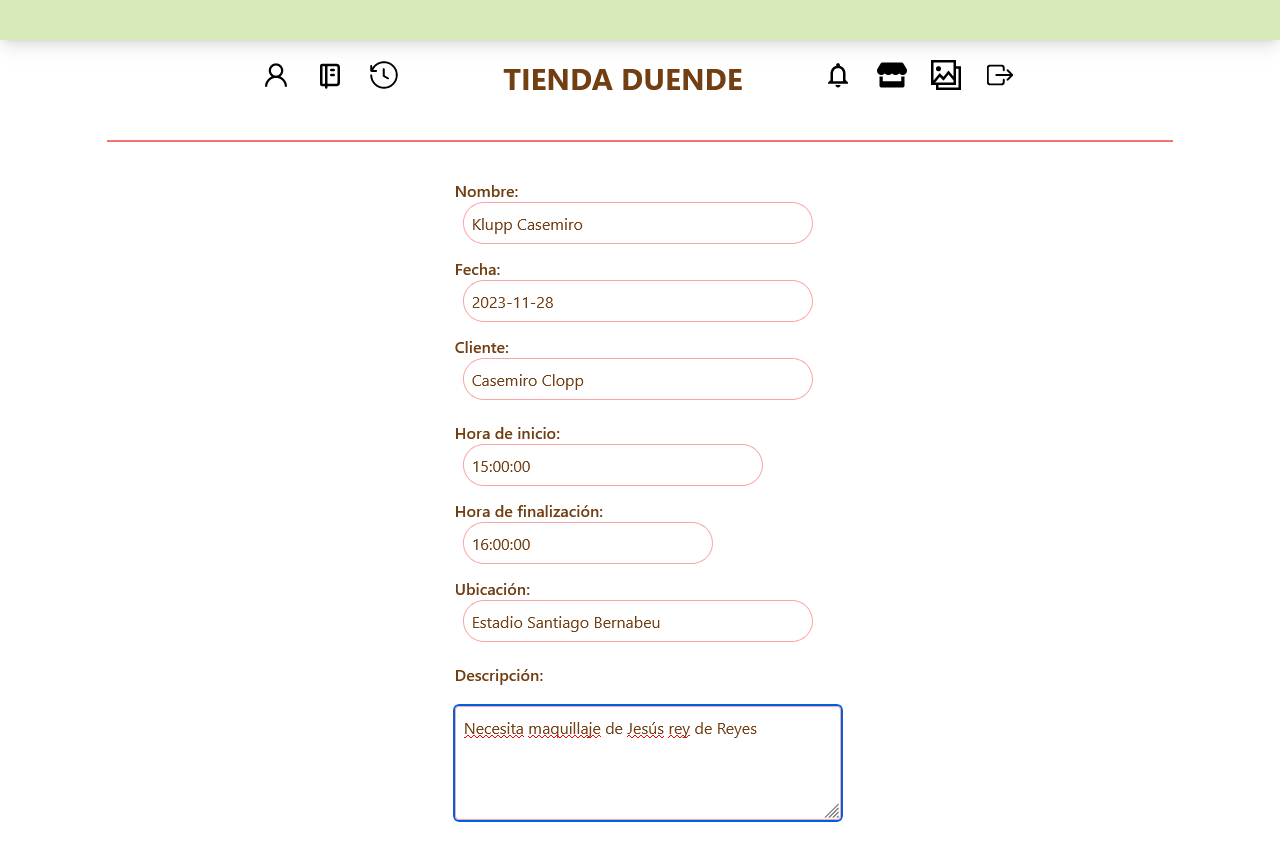 TIENDA DUENDE
Nombre:
Klupp Casemiro
Fecha:
2023-11-28
Cliente:
Casemiro Clopp
Hora de inicio:
15:00:00
Hora de finalización:
16:00:00
Ubicación:
Estadio Santiago Bernabeu
Descripción:
Necesita maquillaje de Jesús rey de Reyes